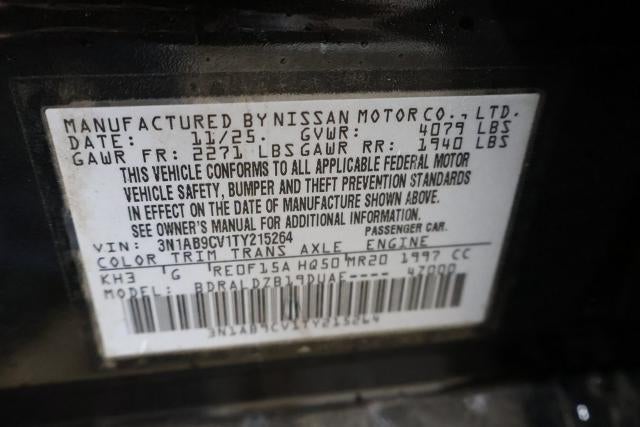 MANUFACTURED BY NISSAN MOTOR CO., LTD.
DATE: 11/25. GVWR: 4079 LBS
GAWR FR: 2271 LBS GAWR RR: 1940 LBS
THIS VEHICLE CONFORMS TO ALL APPLICABLE FEDERAL MOTOR
VEHICLE SAFETY, BUMPER AND THEFT PREVENTION STANDARDS
IN EFFECT ON THE DATE OF MANUFACTURE SHOWN ABOVE.
SEE OWNER'S MANUAL FOR ADDITIONAL INFORMATION.
VIN: 3N1AB9CV1TY215264 PASSENGER CAR
COLOR TRIM TRANS AXLE ENGINE
KH3 G RE0F15A HQ50 MR20 1997 CC
MODEL: BDRALDZB19DUAF---- 47000
3N1AB9CV1TY215264